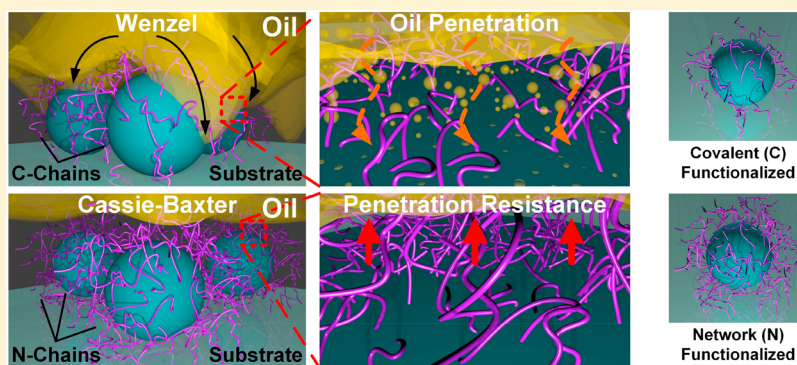 Wenzel
Oil
C-Chains
Substrate
Oil Penetration
Covalent (C)
Functionalized
Cassie-Baxter
Oil
N-Chains
Substrate
Penetration Resistance
Network (N)
Functionalized